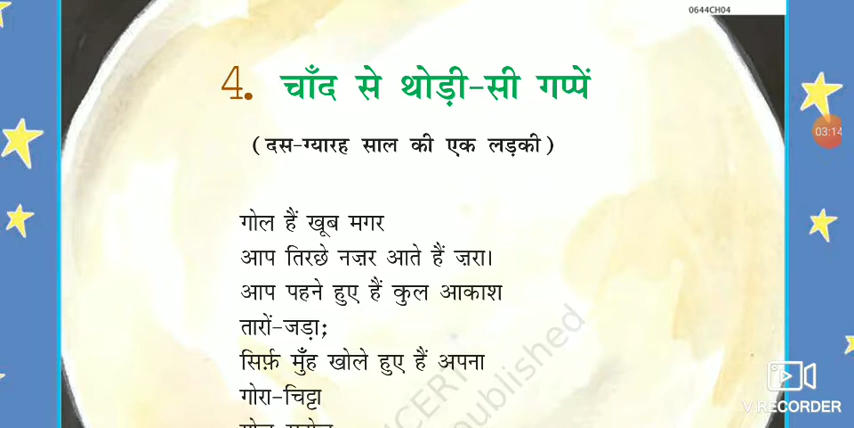 0644CH04
4. चाँद से थोड़ी-सी गप्पें
(दस-ग्यारह साल की एक लड़की)
03:14
गोल हैं खूब मगर
आप तिरछे नज़र आते हैं ज़रा।
आप पहने हुए हैं कुल आकाश
तारों-जड़ा;
सिर्फ़ मुँह खोले हुए हैं अपना
गोरा-चिट्टा
published
V RECORDER